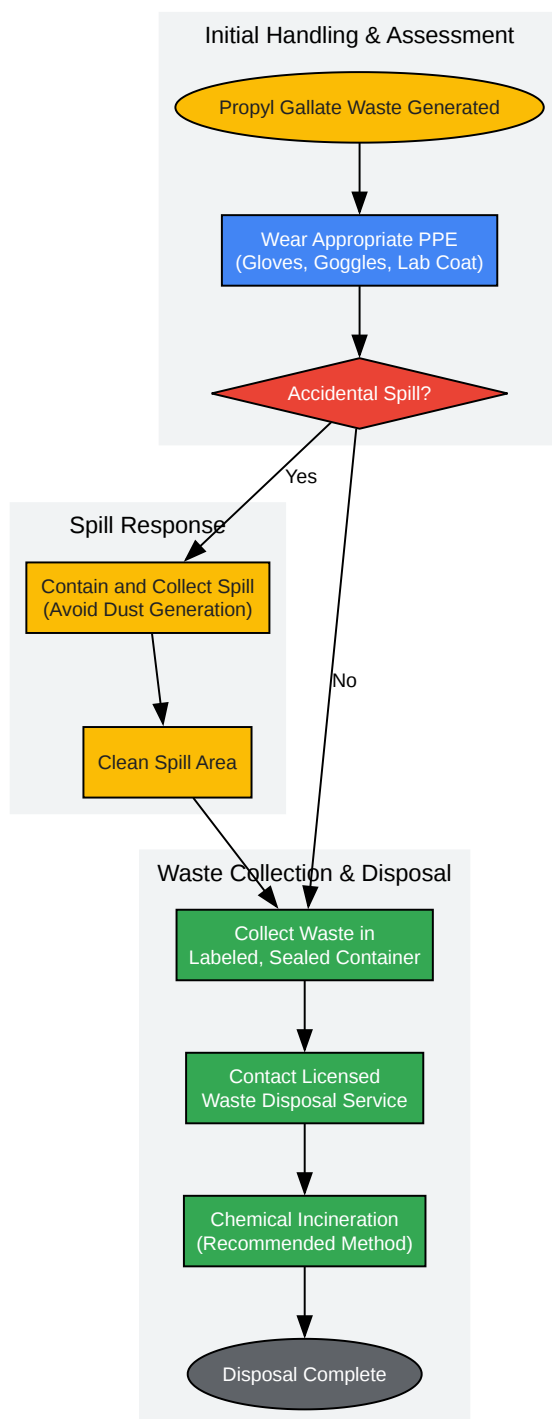 Initial Handling & Assessment
Propyl Gallate Waste Generated
Wear Appropriate PPE
(Gloves, Goggles, Lab Coat)
Accidental Spill?
Yes
Spill Response
Contain and Collect Spill
(Avoid Dust Generation)
No
Clean Spill Area
Waste Collection & Disposal
Collect Waste in
Labeled, Sealed Container
Contact Licensed
Waste Disposal Service
Chemical Incineration
(Recommended Method)
Disposal Complete